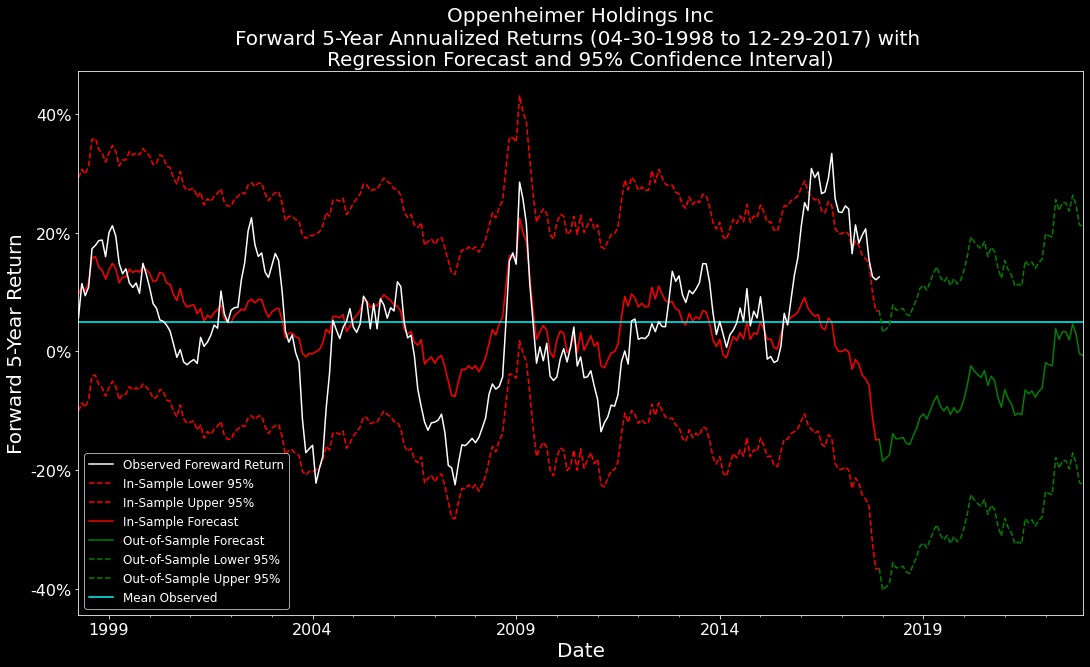 Oppenheimer Holdings Inc
Forward 5-Year Annualized Returns (04-30-1998 to 12-29-2017) with
Regression Forecast and 95% Confidence Interval)
Forward 5-Year Return
40%
20%
0%
-20%
-40%
Observed Foreward Return
In-Sample Lower 95%
In-Sample Upper 95%
In-Sample Forecast
Out-of-Sample Forecast
Out-of-Sample Lower 95%
Out-of-Sample Upper 95%
Mean Observed
1999
2004
2009
2014
2019
Date